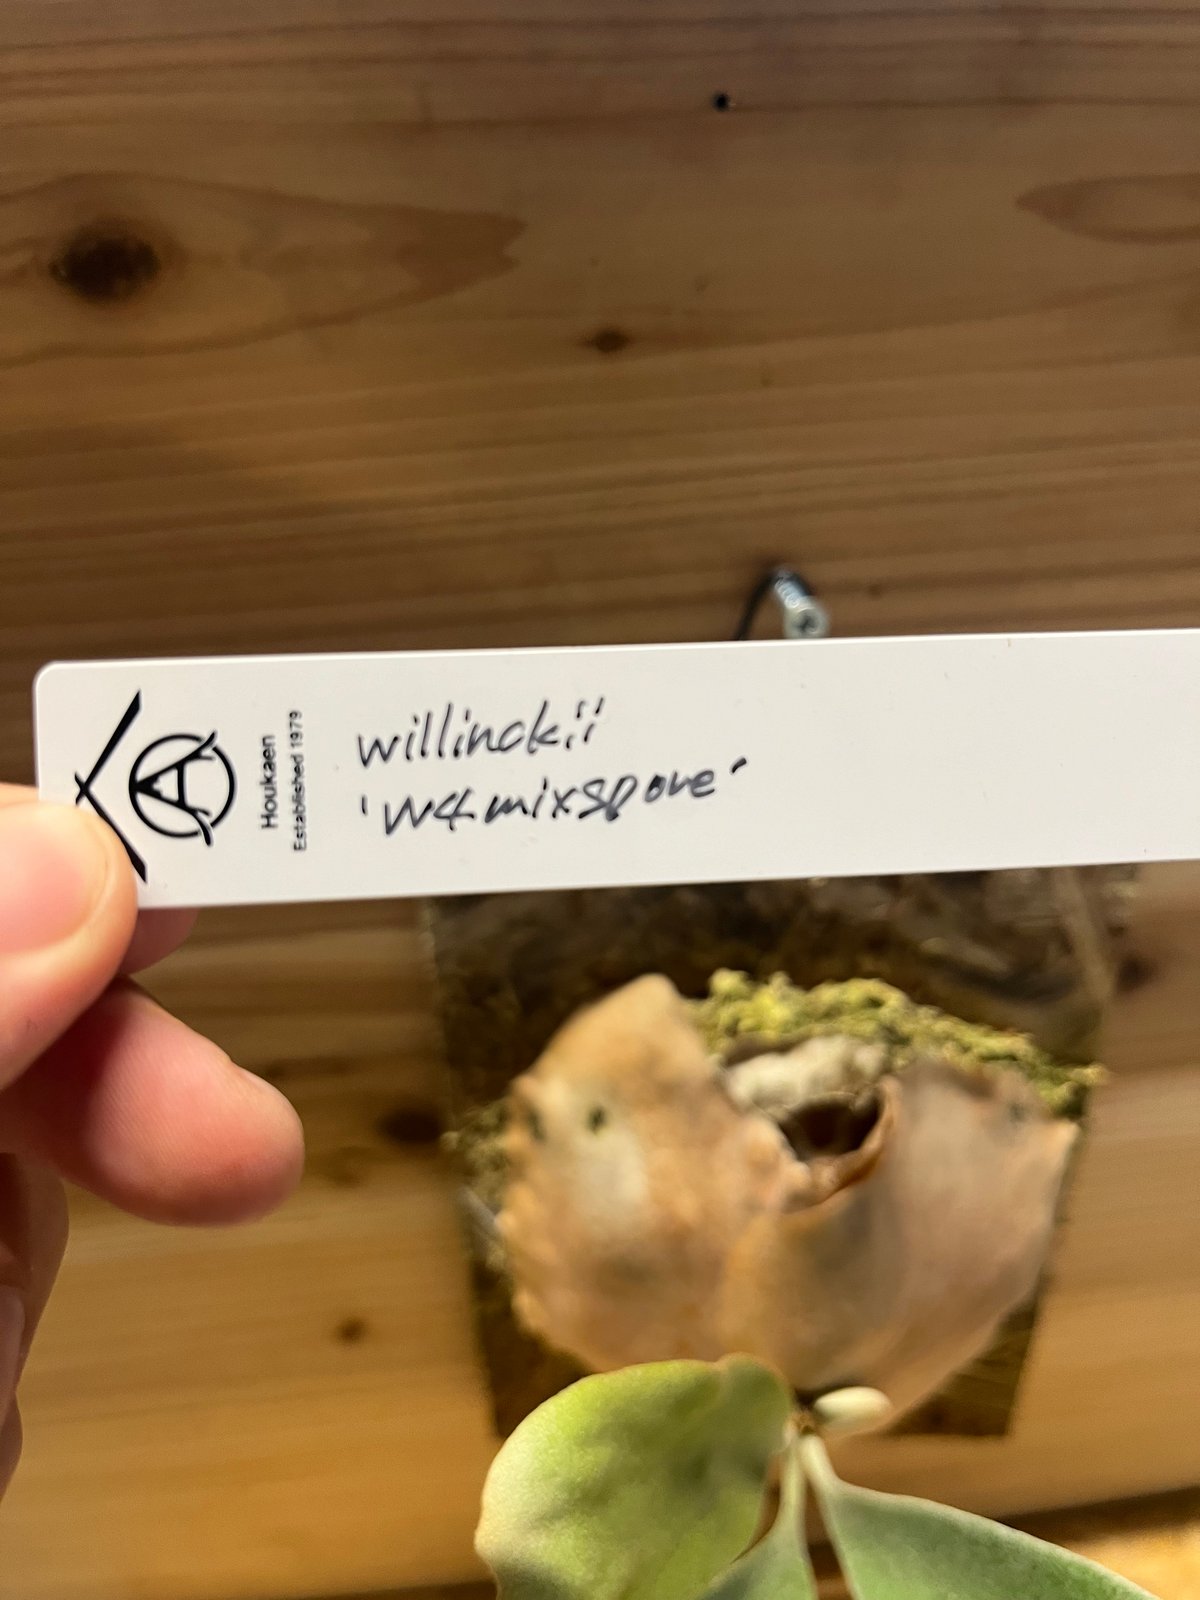 Houkaen
Established 1979
willinckii
'W4mixspore'